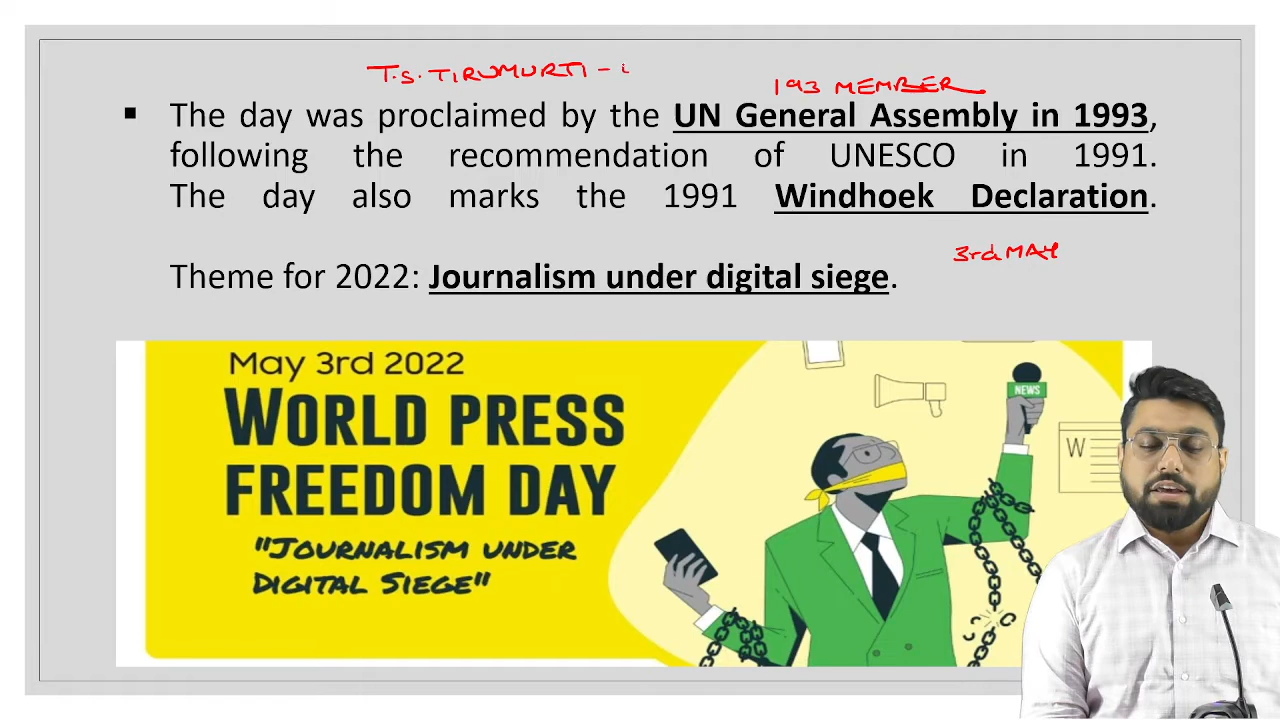 T.S. TIRUMURTI - i
193 MEMBER
▪ The day was proclaimed by the UN General Assembly in 1993,
following the recommendation of UNESCO in 1991.
The day also marks the 1991 Windhoek Declaration.
3rd MAY
Theme for 2022: Journalism under digital siege.
May 3rd 2022
WORLD PRESS
FREEDOM DAY
"JOURNALISM UNDER
DIGITAL SIEGE"
NEWS
W